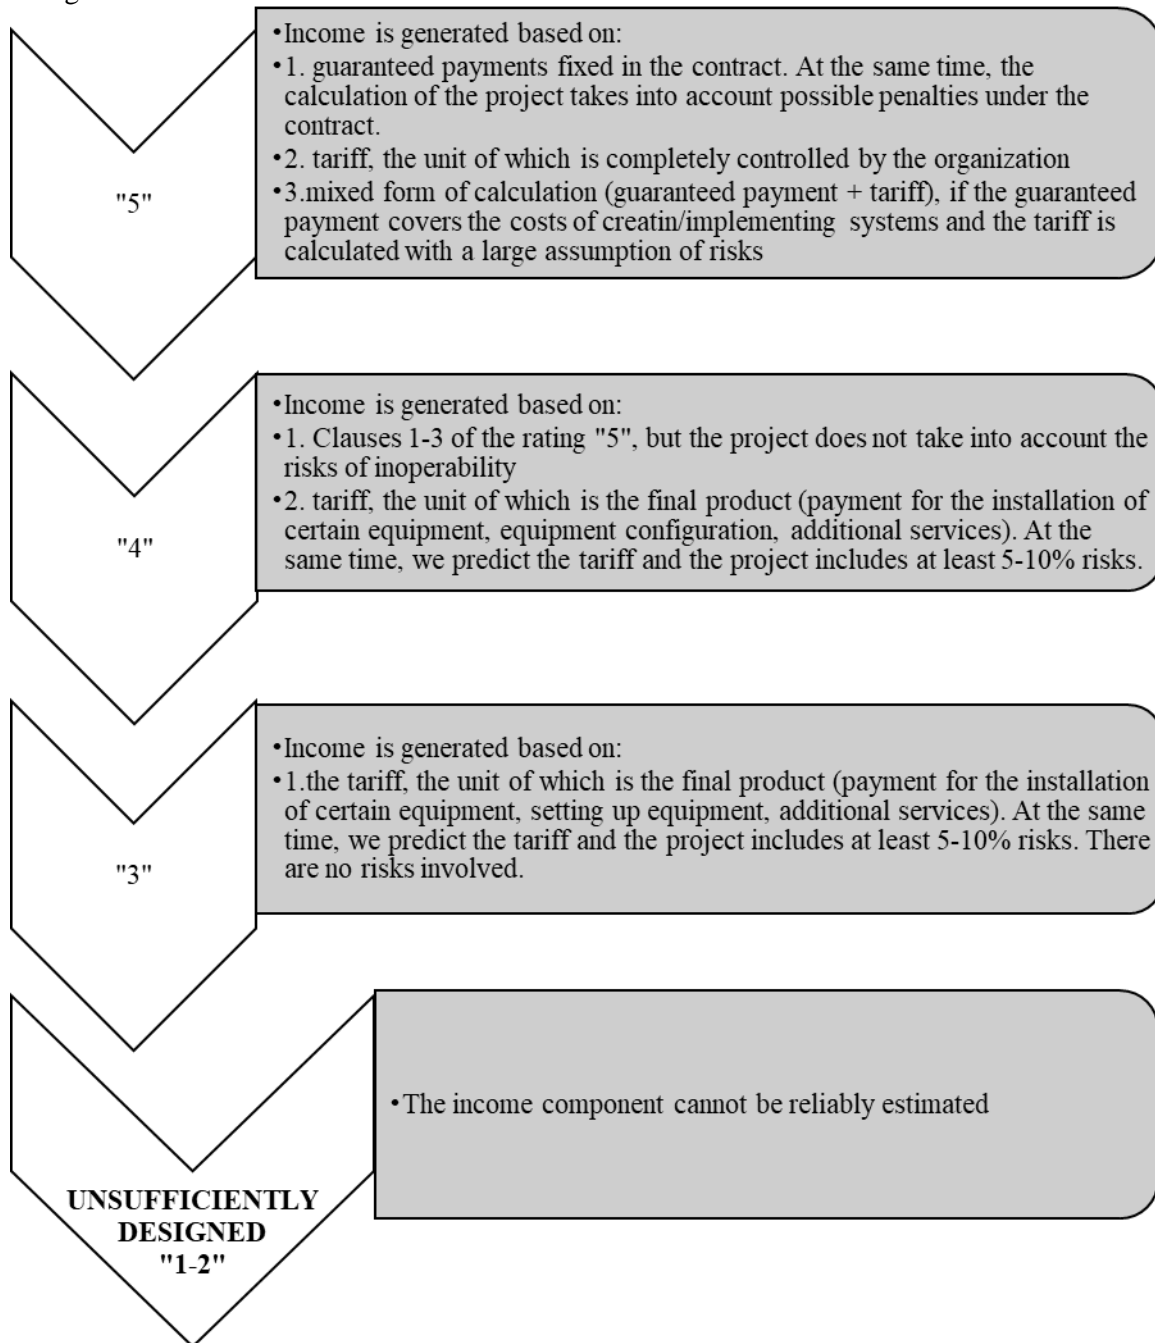 "5"
•Income is generated based on:
•1. guaranteed payments fixed in the contract. At the same time, the
calculation of the project takes into account possible penalties under the
contract.
•2. tariff, the unit of which is completely controlled by the organization
•3.mixed form of calculation (guaranteed payment + tariff), if the guaranteed
payment covers the costs of creatin/implementing systems and the tariff is
calculated with a large assumption of risks
"4"
•Income is generated based on:
•1. Clauses 1-3 of the rating "5", but the project does not take into account the
risks of inoperability
•2. tariff, the unit of which is the final product (payment for the installation of
certain equipment, equipment configuration, additional services). At the
same time, we predict the tariff and the project includes at least 5-10% risks.
"3"
•Income is generated based on:
•1.the tariff, the unit of which is the final product (payment for the installation
of certain equipment, setting up equipment, additional services). At the same
time, we predict the tariff and the project includes at least 5-10% risks. There
are no risks involved.
UNSUFFICIENTLY
DESIGNED
"1-2"
•The income component cannot be reliably estimated